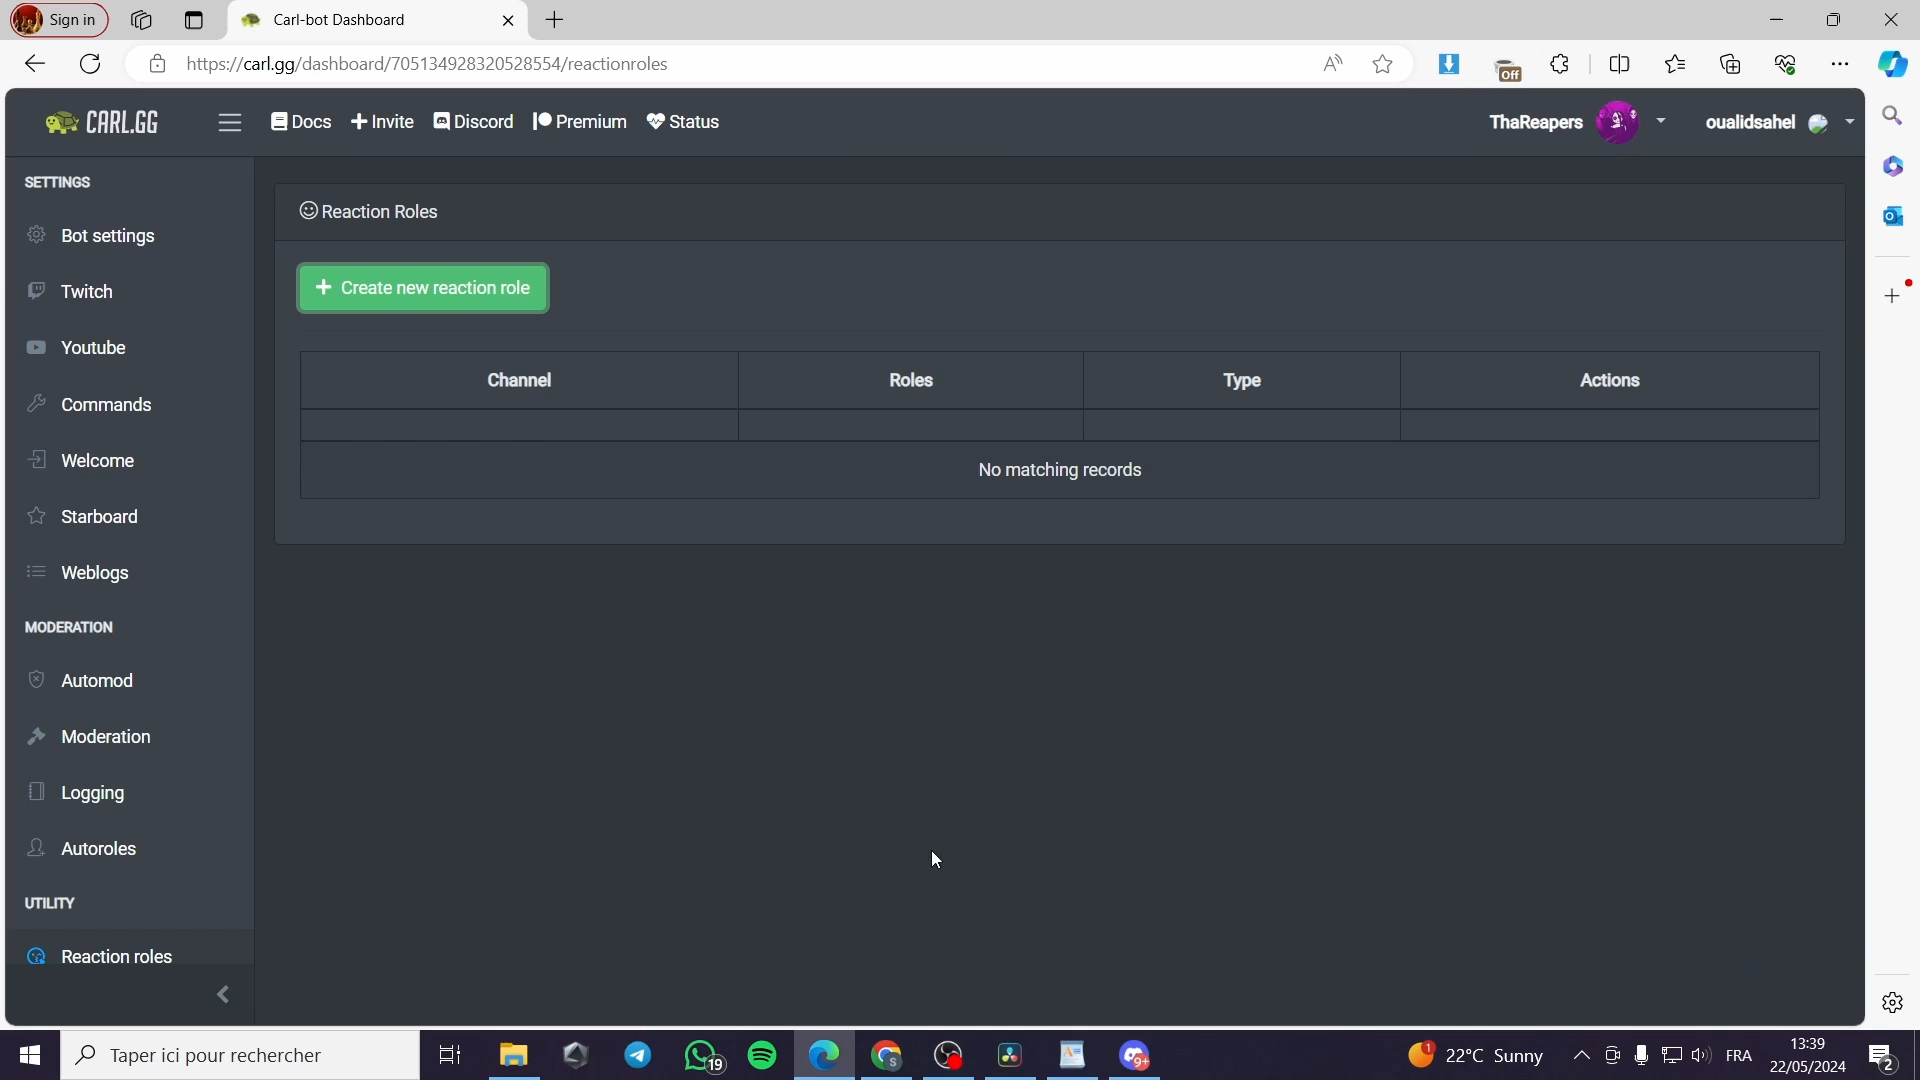 Sign in
Carl-bot Dashboard
https://carl.gg/dashboard/705134928320528554/reactionroles
Off
CARL.GG
Docs
Invite
Discord
Premium
Status
ThaReapers
oualidsahel
SETTINGS
Bot settings
Twitch
Youtube
Commands
Welcome
Starboard
Weblogs
MODERATION
Automod
Moderation
Logging
Autoroles
UTILITY
Reaction roles
Reaction Roles
+ Create new reaction role
Channel Roles Type Actions
No matching records
Taper ici pour rechercher
19
S
9+
1
22°C Sunny
FRA
13:39
22/05/2024
2